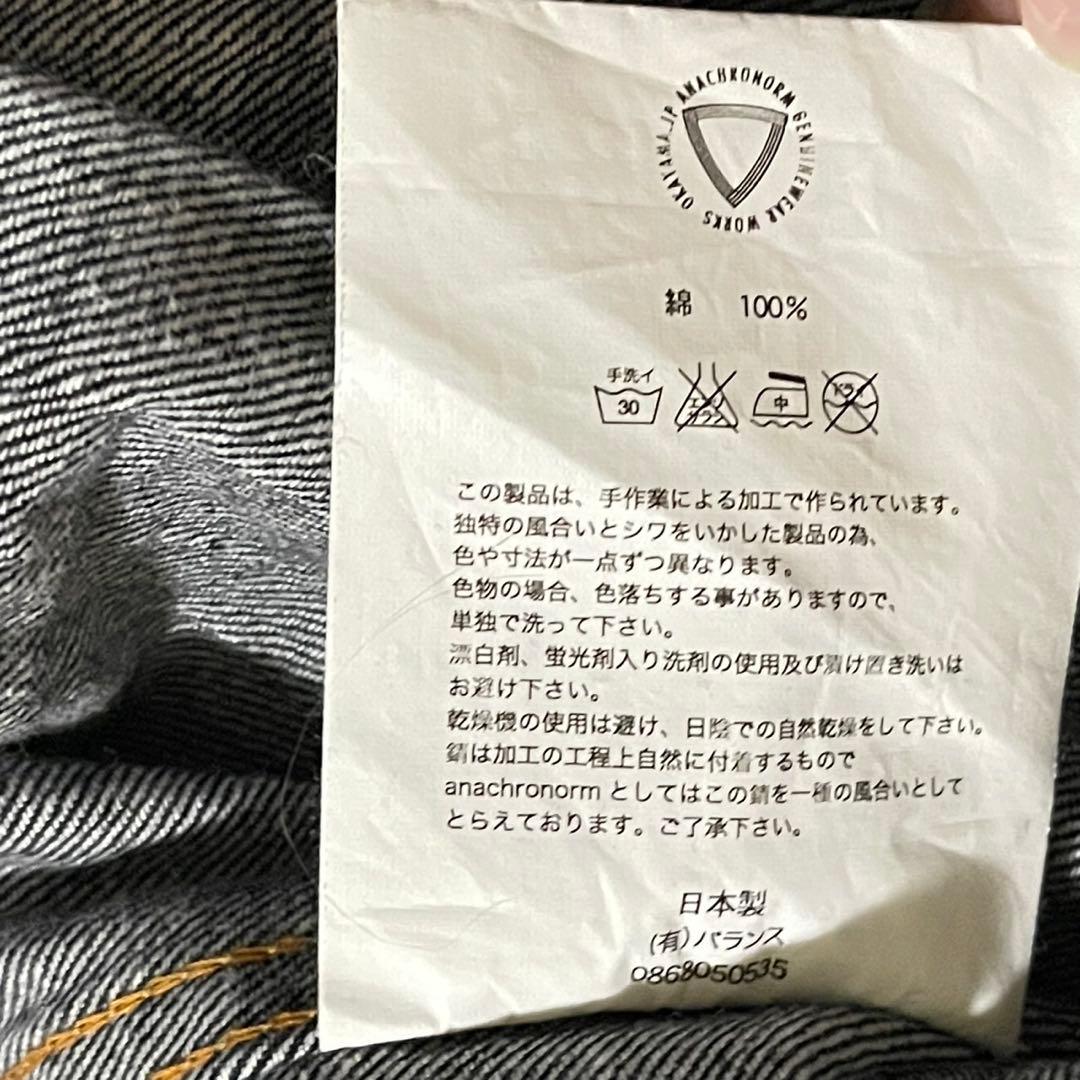 ANACHRONORM GENUINEWEAR WORKS OKAYAMA_JP
綿 100%
手洗イ 30 エンソサラシ 中 ドライ
この製品は、手作業による加工で作られています。
独特の風合いとシワをいかした製品の為、
色や寸法が一点ずつ異なります。
色物の場合、色落ちする事がありますので、
単独で洗って下さい。
漂白剤、蛍光剤入り洗剤の使用及び漬け置き洗いは
お避け下さい。
乾燥機の使用は避け、日陰での自然乾燥をして下さい。
錆は加工の工程上自然に付着するもので
anachronorm としてはこの錆を一種の風合いとして
とらえております。ご了承下さい。
日本製
(有)バランス
0868050535